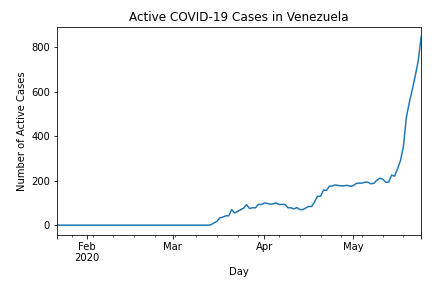 Active COVID-19 Cases in Venezuela
Number of Active Cases
800
600
400
200
0
Feb
2020
Mar
Apr
May
Day